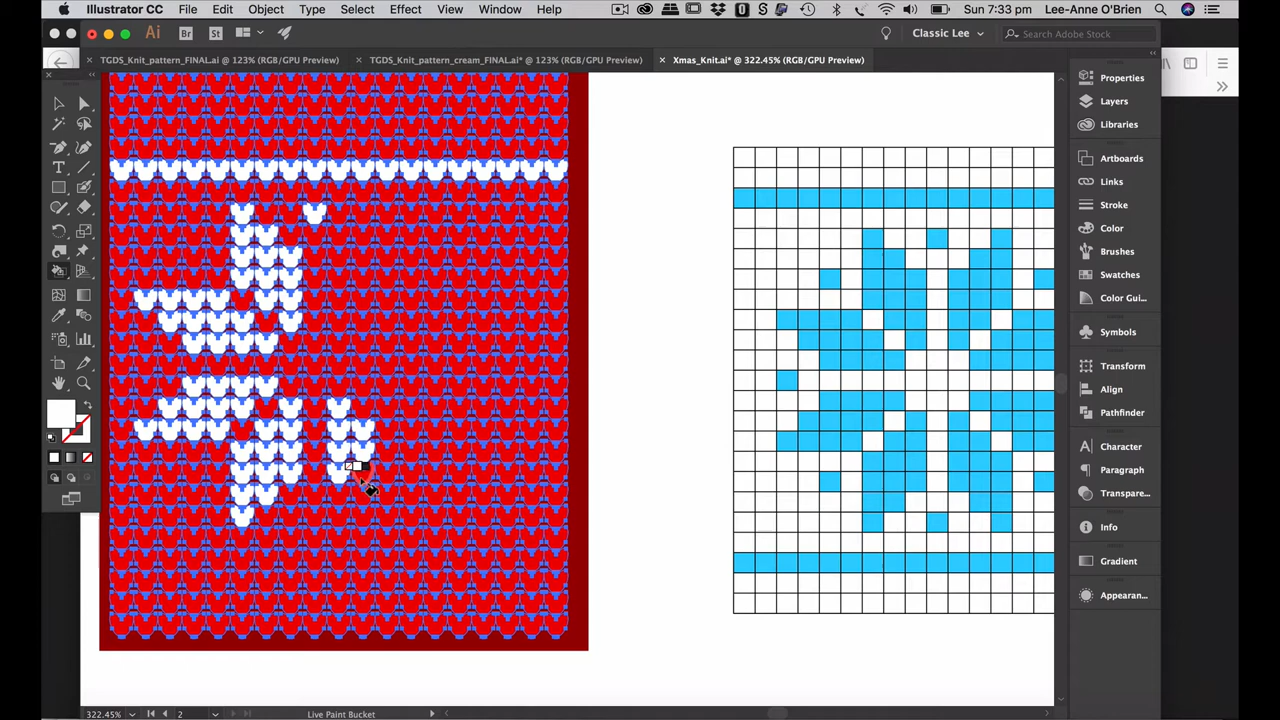 Illustrator CC File Edit Object Type Select Effect View Window Help Sun 7:33 pm Lee-Anne O'Brien
Ai Br St Classic Lee Search Adobe Stock
TGDS_Knit_pattern_FINAL.ai @ 123% (RGB/GPU Preview) TGDS_Knit_pattern_cream_FINAL.ai* @ 123% (RGB/GPU Preview) Xmas_Knit.ai* @ 322.45% (RGB/GPU Preview)
Properties
Layers
Libraries
Artboards
Links
Stroke
Color
Brushes
Swatches
Color Gui...
Symbols
Transform
Align
Pathfinder
Character
Paragraph
Transpare...
Info
Gradient
Appearan...
322.45% 2 Live Paint Bucket